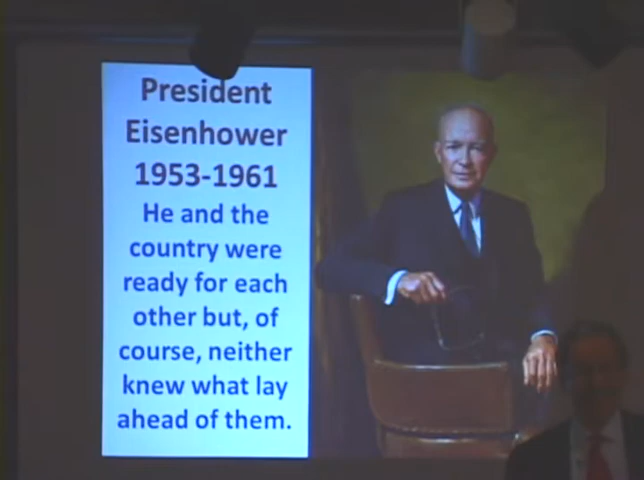 President
Eisenhower
1953-1961
He and the
country were
ready for each
other but, of
course, neither
knew what lay
ahead of them.